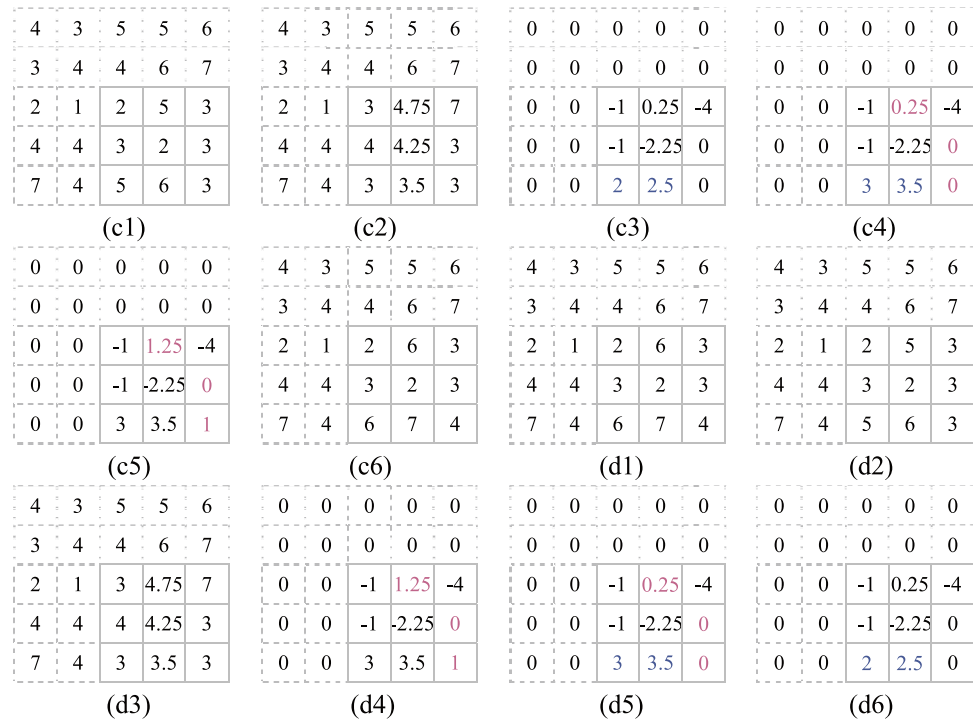 4 3 5 5 6 4 3 5 5 6 0 0 0 0 0 0 0 0 0 0
3 4 4 6 7 3 4 4 6 7 0 0 0 0 0 0 0 0 0 0
2 1 2 5 3 2 1 3 4.75 7 0 0 -1 0.25 -4 0 0 -1 0.25 -4
4 4 3 2 3 4 4 4 4.25 3 0 0 -1 -2.25 0 0 0 -1 -2.25 0
7 4 5 6 3 7 4 3 3.5 3 0 0 2 2.5 0 0 0 3 3.5 0
(c1) (c2) (c3) (c4)
0 0 0 0 0 4 3 5 5 6 4 3 5 5 6 4 3 5 5 6
0 0 0 0 0 3 4 4 6 7 3 4 4 6 7 3 4 4 6 7
0 0 -1 1.25 -4 2 1 2 6 3 2 1 2 6 3 2 1 2 5 3
0 0 -1 -2.25 0 4 4 3 2 3 4 4 3 2 3 4 4 3 2 3
0 0 3 3.5 1 7 4 6 7 4 7 4 6 7 4 7 4 5 6 3
(c5) (c6) (d1) (d2)
4 3 5 5 6 0 0 0 0 0 0 0 0 0 0 0 0 0 0 0
3 4 4 6 7 0 0 0 0 0 0 0 0 0 0 0 0 0 0 0
2 1 3 4.75 7 0 0 -1 1.25 -4 0 0 -1 0.25 -4 0 0 -1 0.25 -4
4 4 4 4.25 3 0 0 -1 -2.25 0 0 0 -1 -2.25 0 0 0 -1 -2.25 0
7 4 3 3.5 3 0 0 3 3.5 1 0 0 3 3.5 0 0 0 2 2.5 0
(d3) (d4) (d5) (d6)